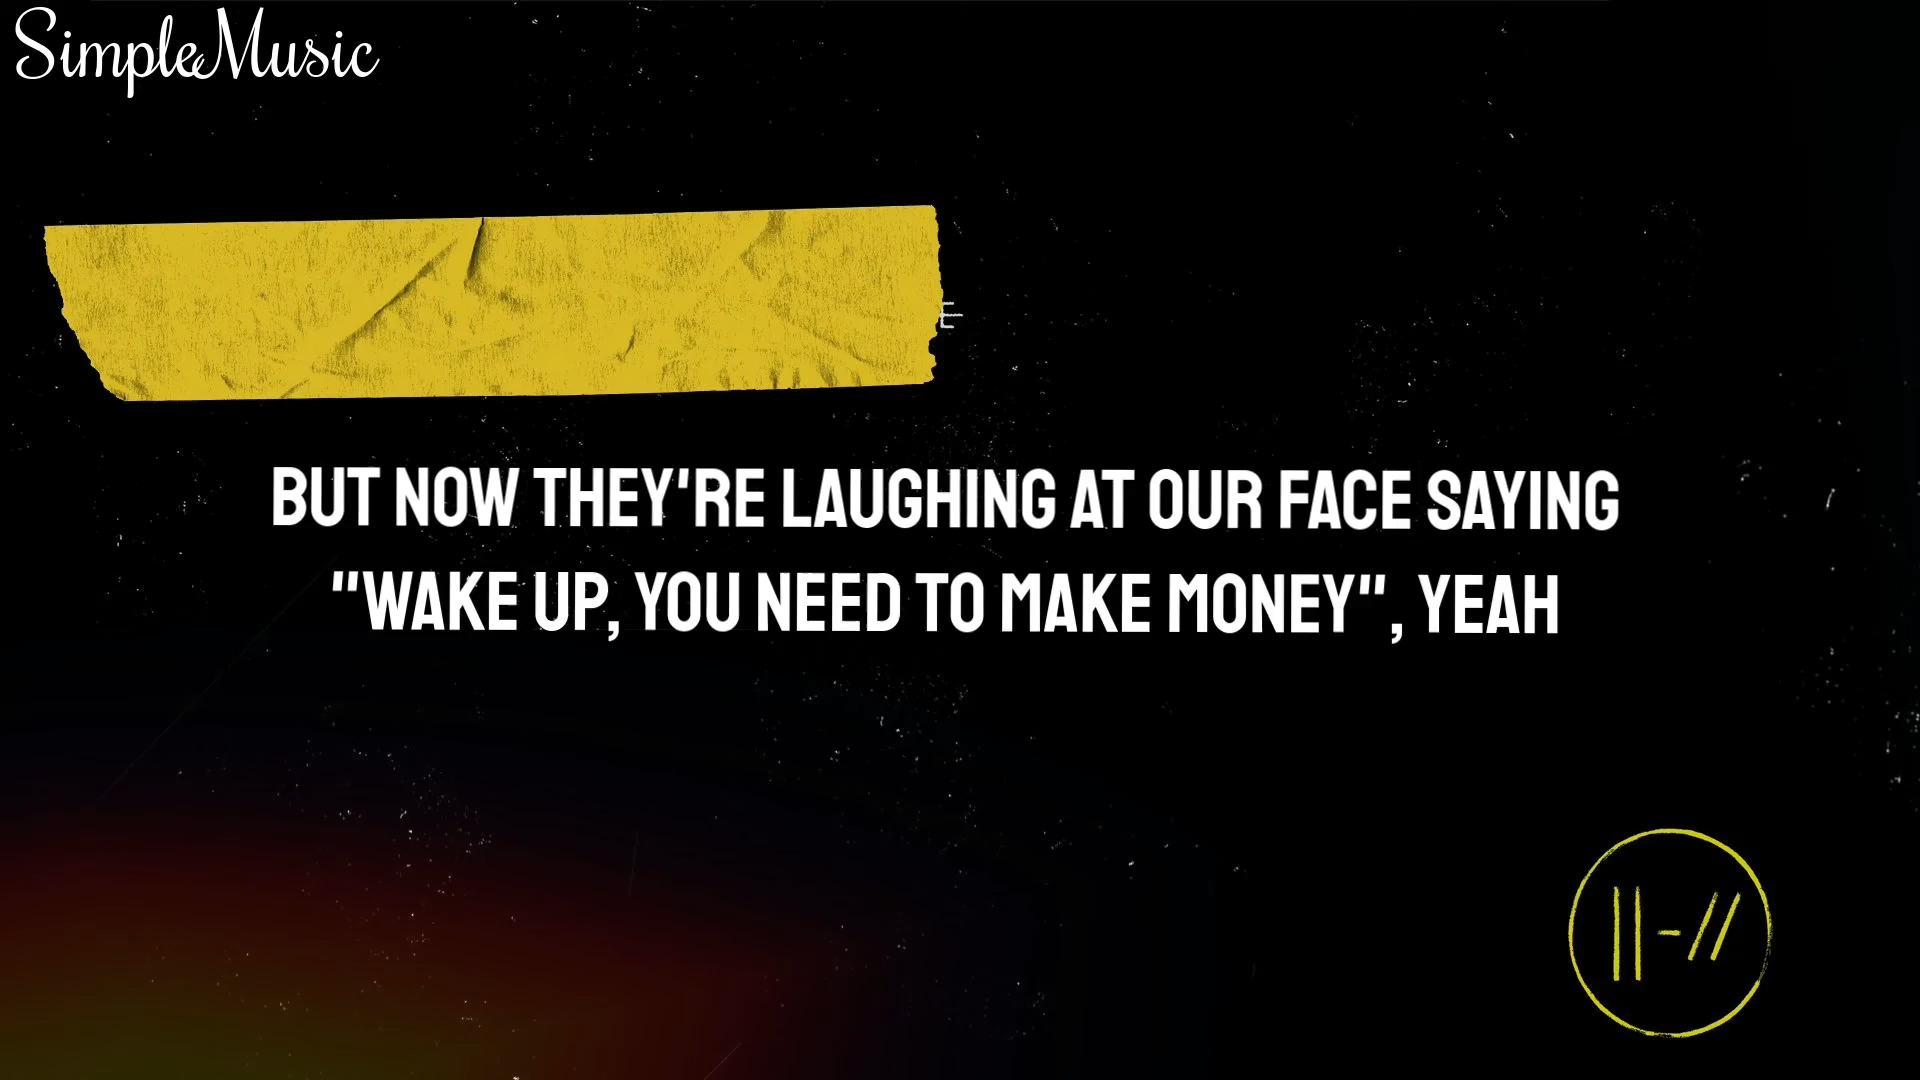 SimpleMusic
BUT NOW THEY'RE LAUGHING AT OUR FACE SAYING
"WAKE UP, YOU NEED TO MAKE MONEY", YEAH